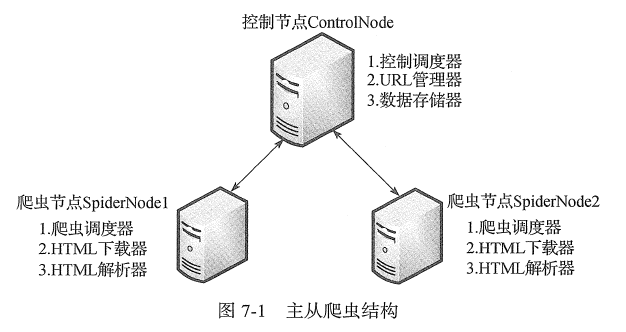 控制节点ControlNode
1.控制调度器
2.URL管理器
3.数据存储器
爬虫节点SpiderNode1
1.爬虫调度器
2.HTML下载器
3.HTML解析器
爬虫节点SpiderNode2
1.爬虫调度器
2.HTML下载器
3.HTML解析器
图 7-1 主从爬虫结构